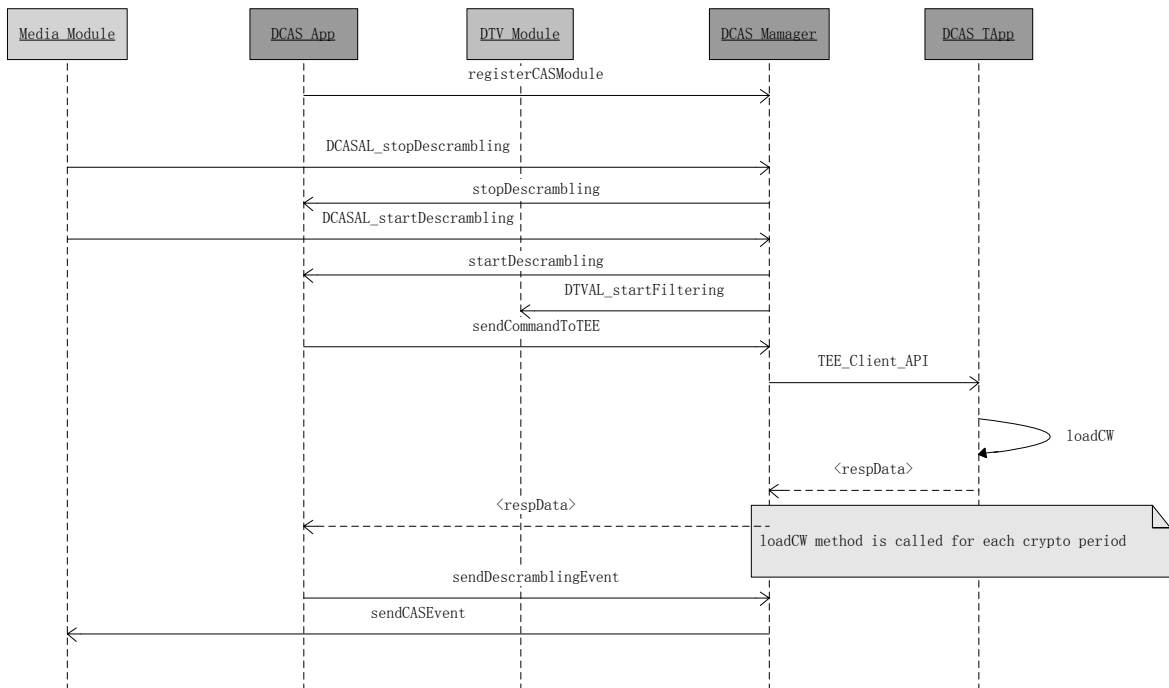 Media Module
DCAS App
DTV Module
DCAS Mamager
DCAS TApp
registerCASModule
DCASAL_stopDescrambling
stopDescrambling
DCASAL_startDescrambling
startDescrambling
DTVAL_startFiltering
sendCommandToTEE
TEE_Client_API
loadCW
<respData>
<respData>
loadCW method is called for each crypto period
sendDescramblingEvent
sendCASEvent